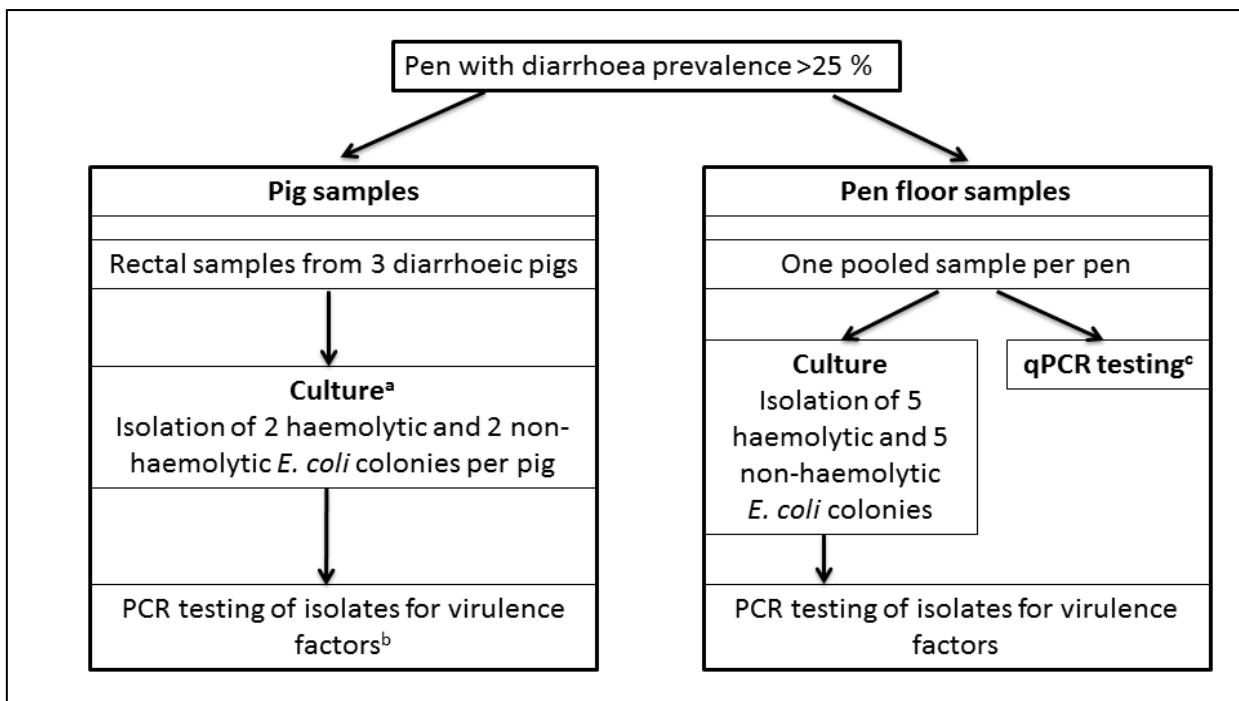 Pen with diarrhoea prevalence >25 %
Pig samples
Rectal samples from 3 diarrhoeic pigs
Cultureᵃ
Isolation of 2 haemolytic and 2 non-
haemolytic E. coli colonies per pig
PCR testing of isolates for virulence
factorsᵇ
Pen floor samples
One pooled sample per pen
Culture
Isolation of 5
haemolytic and 5
non-haemolytic
E. coli colonies
qPCR testingᶜ
PCR testing of isolates for virulence
factors